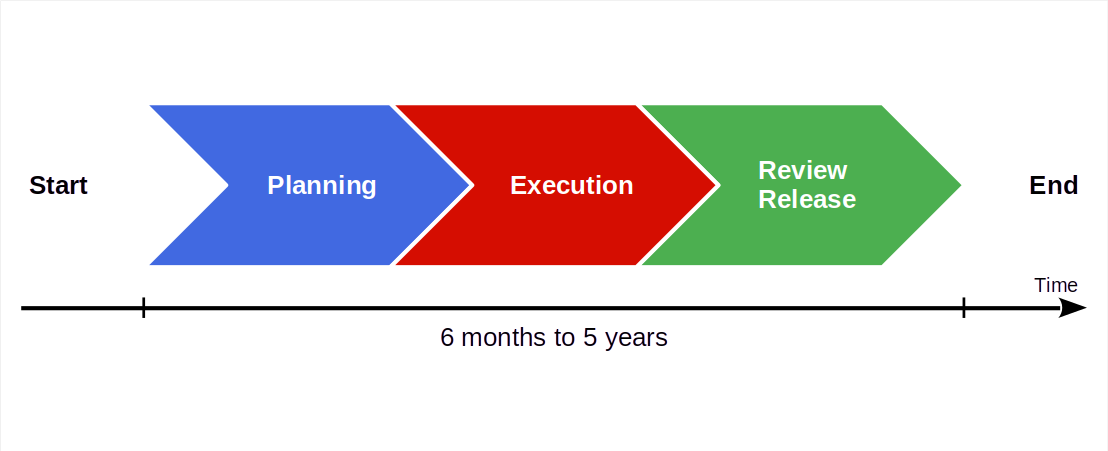 Start
Planning
Execution
Review
Release
End
Time
6 months to 5 years